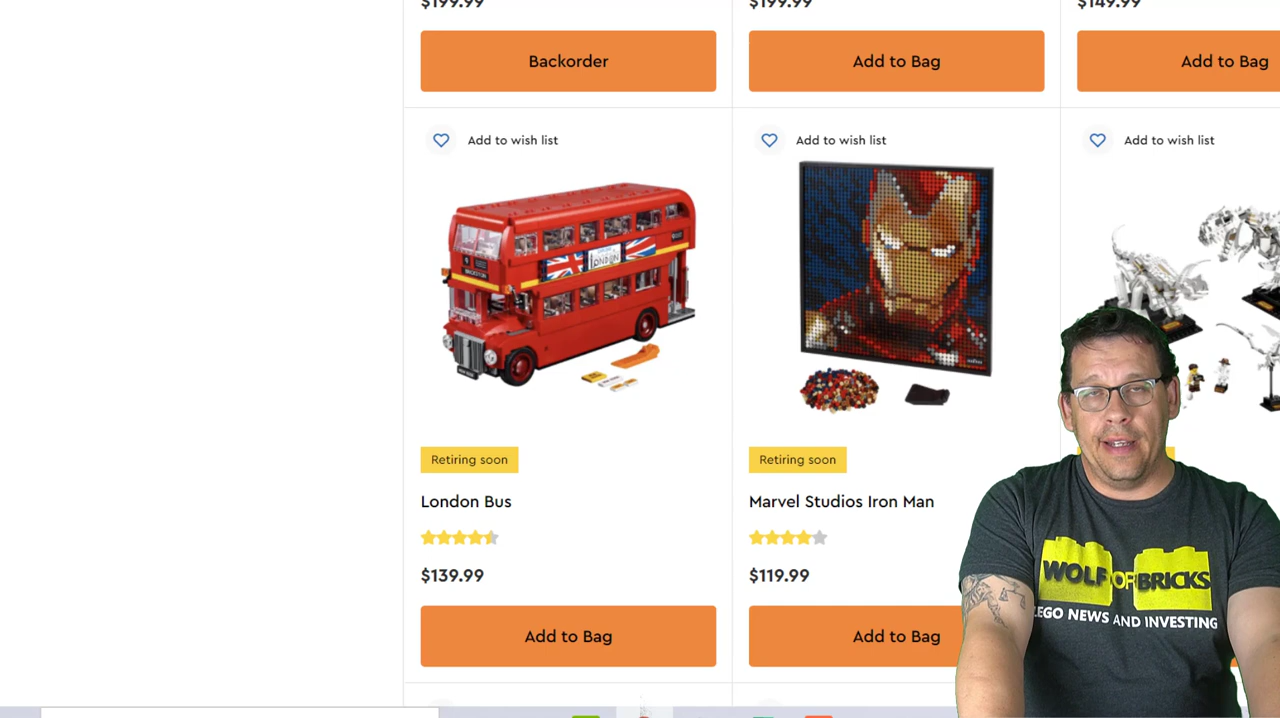 $199.99
$199.99
$149.99
Backorder
Add to Bag
Add to Bag
Add to wish list
Add to wish list
Add to wish list
LONDON
BRICKSTON
Retiring soon
Retiring soon
London Bus
Marvel Studios Iron Man
$139.99
$119.99
Add to Bag
Add to Bag
WOLF OF BRICKS
LEGO NEWS AND INVESTING